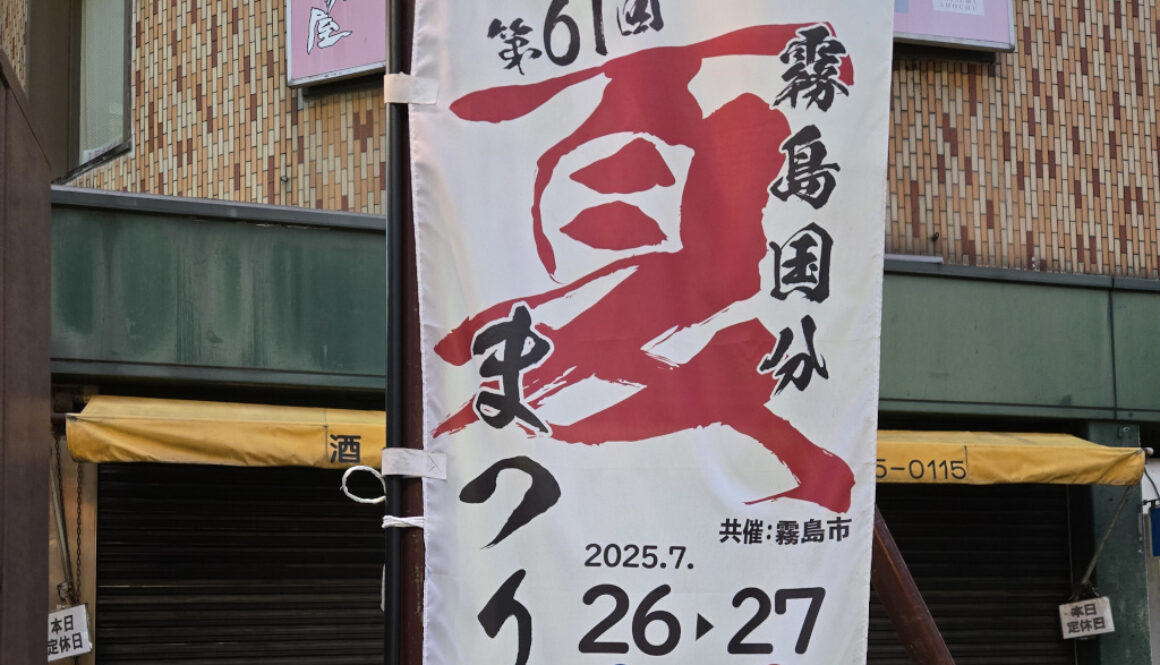 第61回
霧島国分
夏まつり
共催：霧島市
2025.7.
26▶27
屋
酒
5-0115
本日
定休日
本日
定休日